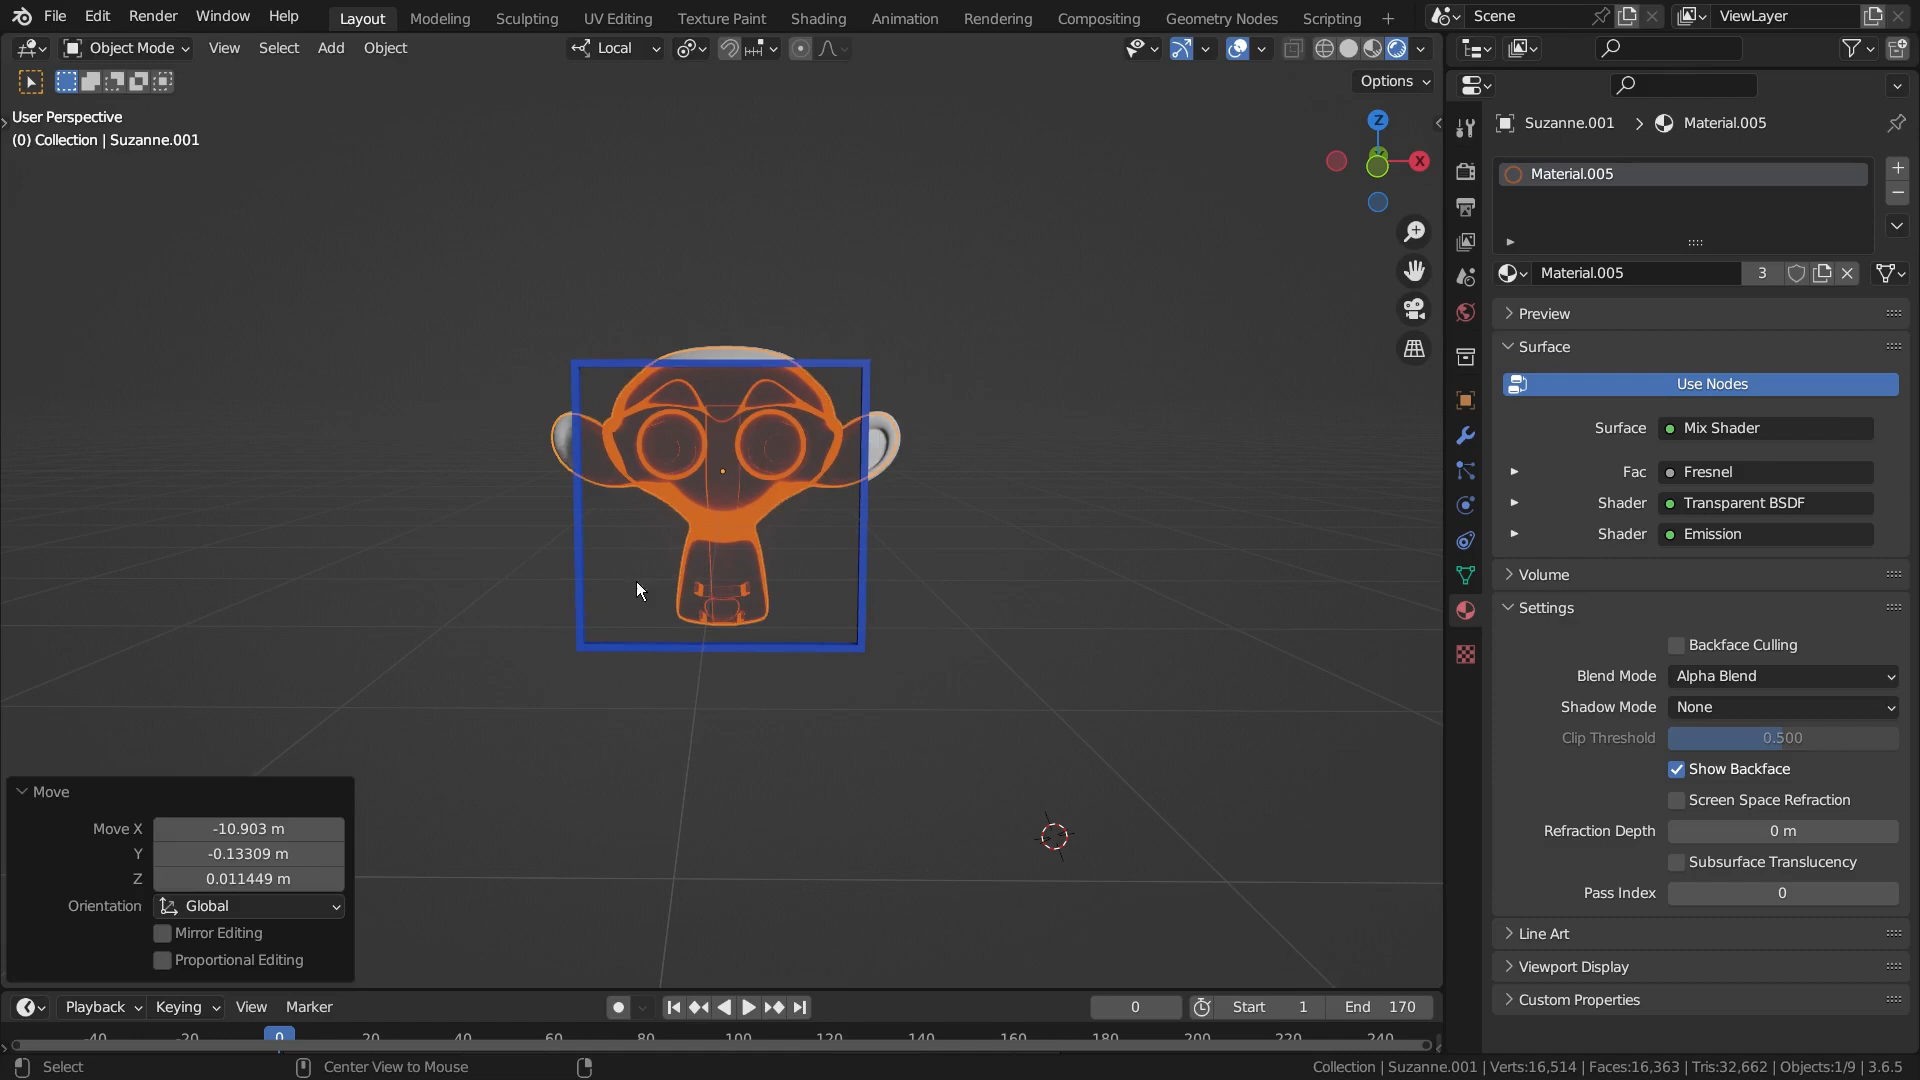 File Edit Render Window Help Layout Modeling Sculpting UV Editing Texture Paint Shading Animation Rendering Compositing Geometry Nodes Scripting + Scene ViewLayer
Object Mode View Select Add Object Local
Options
User Perspective
(0) Collection | Suzanne.001
Z
X
Suzanne.001 Material.005
Material.005
Material.005 3
Preview
Surface
Use Nodes
Surface Mix Shader
Fac Fresnel
Shader Transparent BSDF
Shader Emission
Volume
Settings
Backface Culling
Blend Mode Alpha Blend
Shadow Mode None
Clip Threshold 0.500
Show Backface
Screen Space Refraction
Refraction Depth 0 m
Subsurface Translucency
Pass Index 0
Line Art
Viewport Display
Custom Properties
Move
Move X -10.903 m
Y -0.13309 m
Z 0.011449 m
Orientation Global
Mirror Editing
Proportional Editing
Playback Keying View Marker 0 Start 1 End 170
-40 -20 0 20 40 60 80 100 120 140 160 180 200 220 240
Select Center View to Mouse Collection | Suzanne.001 | Verts:16,514 | Faces:16,363 | Tris:32,662 | Objects:1/9 | 3.6.5